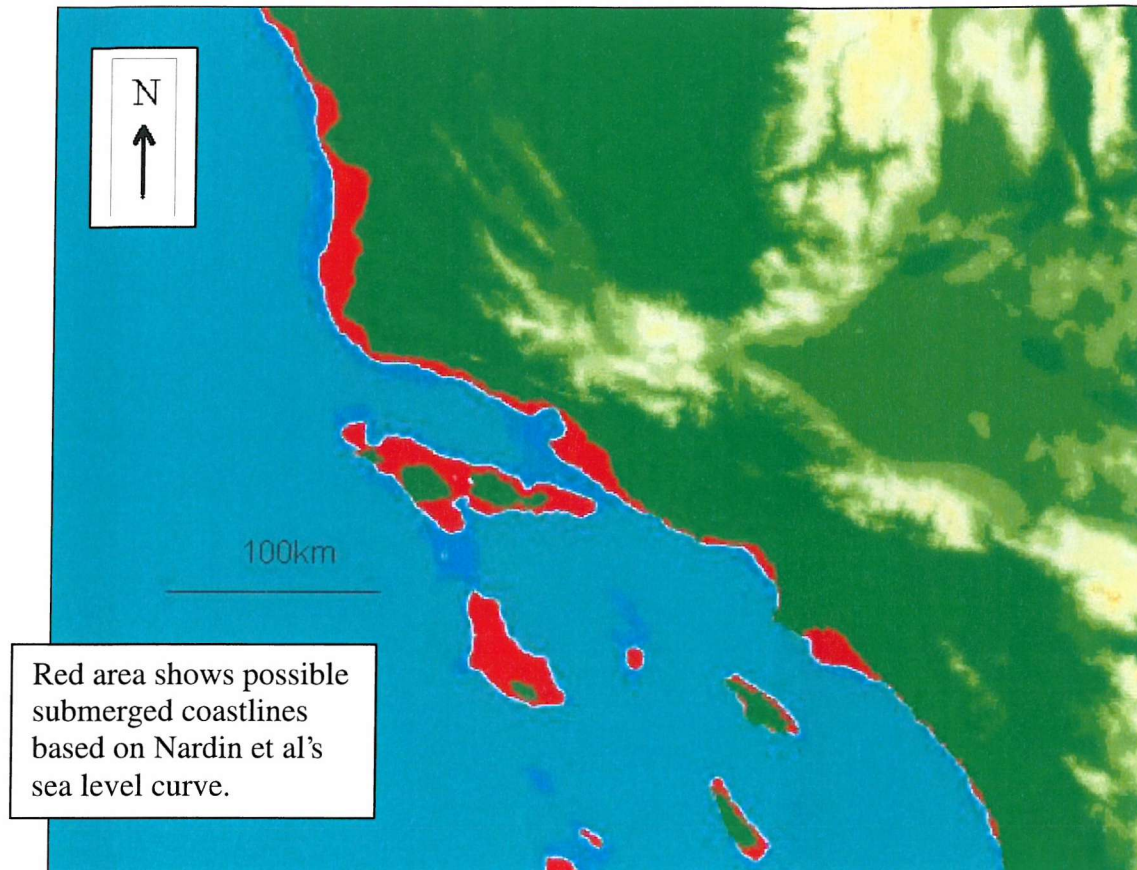 N
100km
Red area shows possible
submerged coastlines
based on Nardin et al's
sea level curve.